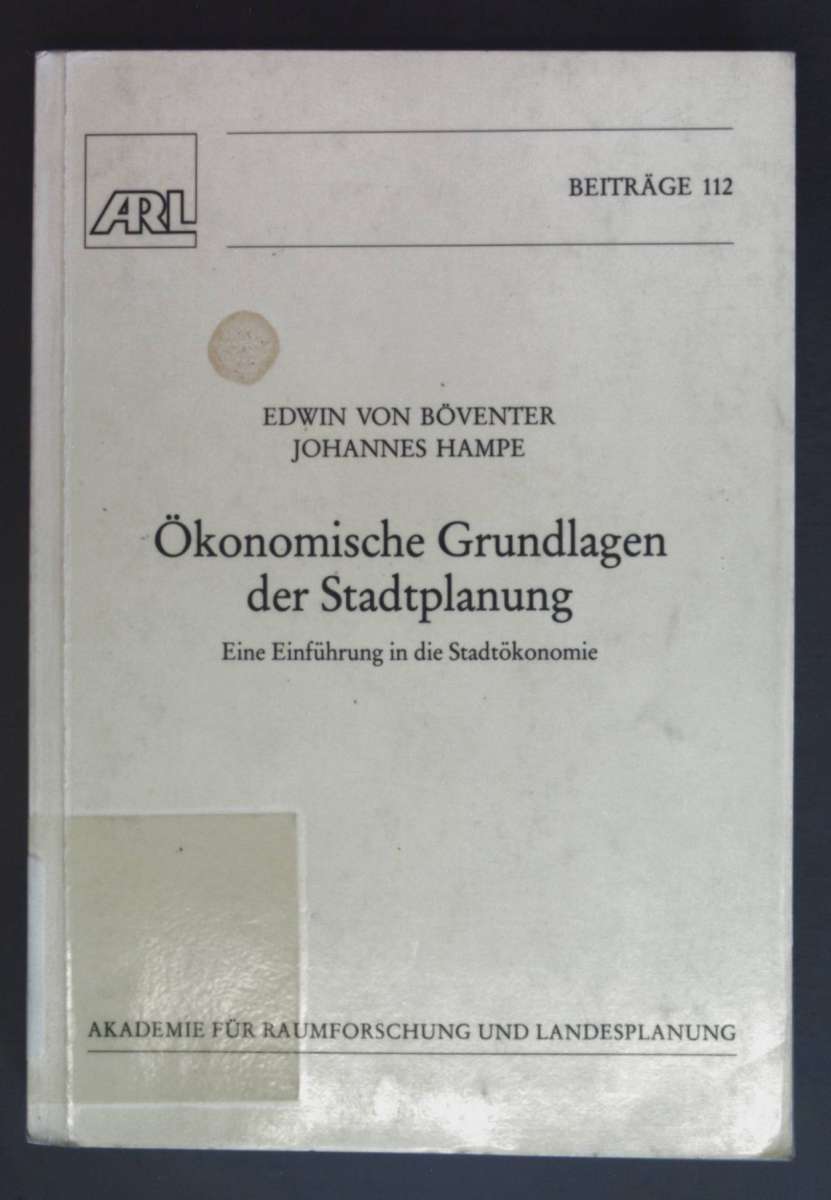 ARL
BEITRÄGE 112
EDWIN VON BÖVENTER
JOHANNES HAMPE
Ökonomische Grundlagen
der Stadtplanung
Eine Einführung in die Stadtökonomie
AKADEMIE FÜR RAUMFORSCHUNG UND LANDESPLANUNG